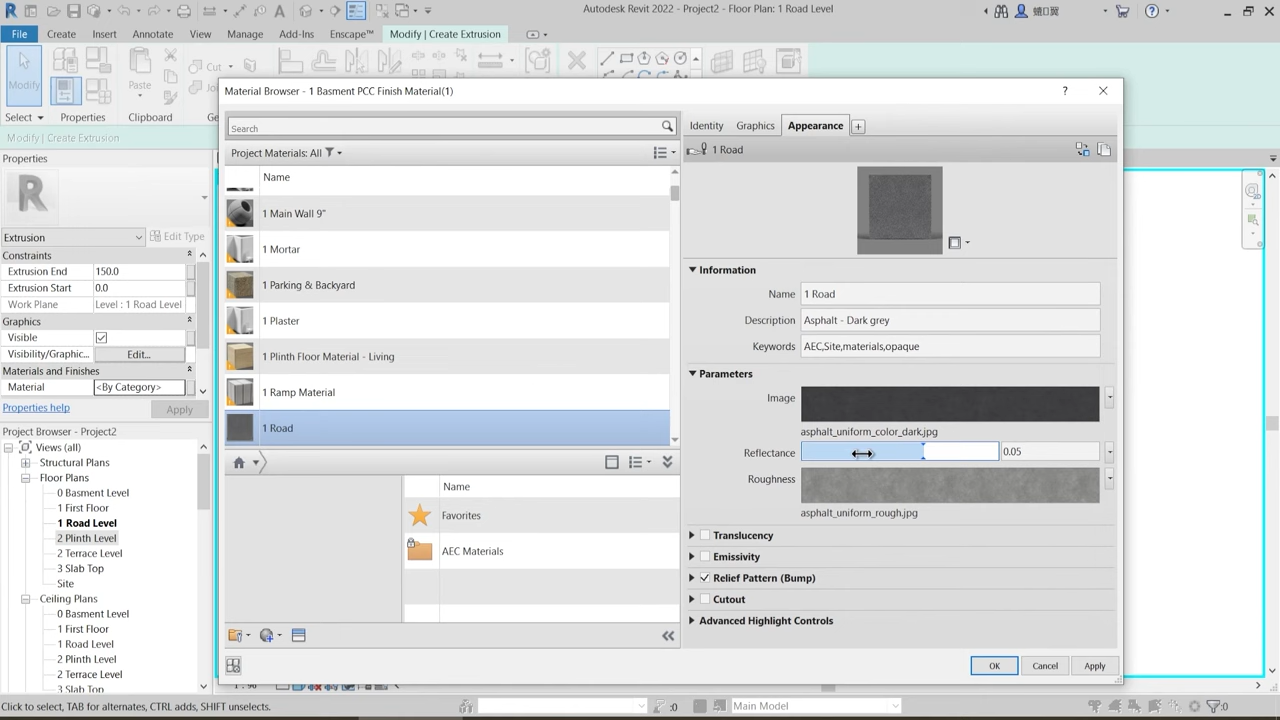 Autodesk Revit 2022 - Project2 - Floor Plan: 1 Road Level
File Create Insert Annotate View Manage Add-Ins Enscape™ Modify | Create Extrusion
Modify Paste Cut
Select Properties Clipboard
Modify | Create Extrusion
Properties
Extrusion Edit Type
Constraints
Extrusion End 150.0
Extrusion Start 0.0
Work Plane Level : 1 Road Level
Graphics
Visible
Visibility/Graphic... Edit...
Materials and Finishes
Material <By Category>
Properties help Apply
Project Browser - Project2
Views (all)
Structural Plans
Floor Plans
0 Basment Level
1 First Floor
1 Road Level
2 Plinth Level
2 Terrace Level
3 Slab Top
Site
Ceiling Plans
0 Basment Level
1 First Floor
1 Road Level
2 Plinth Level
2 Terrace Level
3 Slab Top
Material Browser - 1 Basment PCC Finish Material(1)
?
Search
Project Materials: All
Name
1 Main Wall 9"
1 Mortar
1 Parking & Backyard
1 Plaster
1 Plinth Floor Material - Living
1 Ramp Material
1 Road
Name
Favorites
AEC Materials
Identity Graphics Appearance
1 Road
Information
Name 1 Road
Description Asphalt - Dark grey
Keywords AEC,Site,materials,opaque
Parameters
Image
asphalt_uniform_color_dark.jpg
Reflectance 0.05
Roughness
asphalt_uniform_rough.jpg
Translucency
Emissivity
Relief Pattern (Bump)
Cutout
Advanced Highlight Controls
OK Cancel Apply
Click to select, TAB for alternates, CTRL adds, SHIFT unselects. :0 Main Model :0